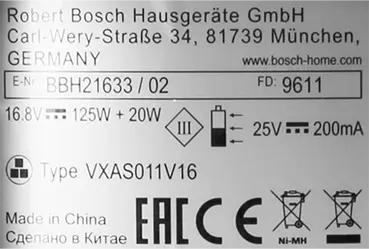 Robert Bosch Hausgeräte GmbH
Carl-Wery-Straße 34, 81739 München,
GERMANY www.bosch-home.com
E-Nr BBH21633 / 02 FD: 9611
16.8V 125W + 20W III 25V 200mA
Type VXAS011V16
Made in China
Сделано в Китае
EAC CE Ni-MH